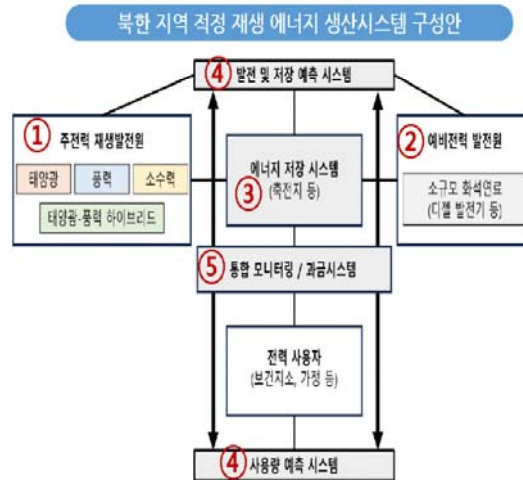 북한 지역 적정 재생 에너지 생산시스템 구성안
④ 발전 및 저장 예측 시스템
① 주전력 재생발전원
태양광
풍력
소수력
태양광-풍력 하이브리드
에너지 저장 시스템
③ (축전지 등)
② 예비전력 발전원
소규모 화석연료
(디젤 발전기 등)
⑤ 통합 모니터링 / 과금시스템
전력 사용자
(보건지소, 가정 등)
④ 사용량 예측 시스템